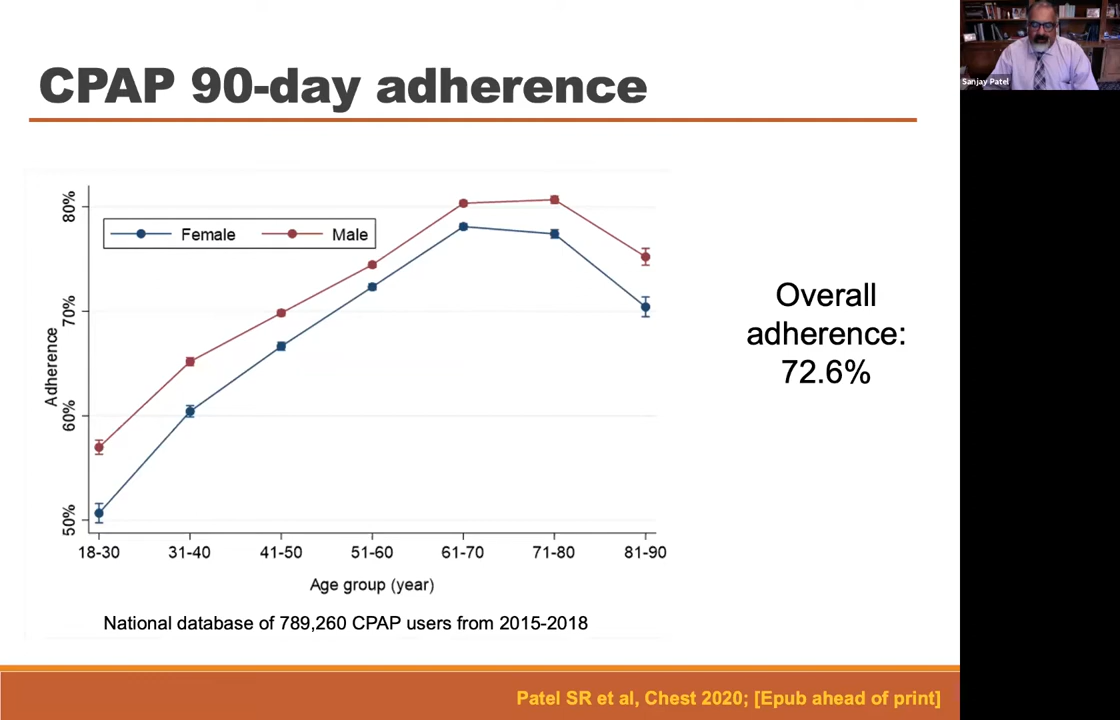 CPAP 90-day adherence
Sanjay Patel
80%
70%
60%
50%
Adherence
Female
Male
18-30
31-40
41-50
51-60
61-70
71-80
81-90
Age group (year)
National database of 789,260 CPAP users from 2015-2018
Overall
adherence:
72.6%
Patel SR et al, Chest 2020; [Epub ahead of print]